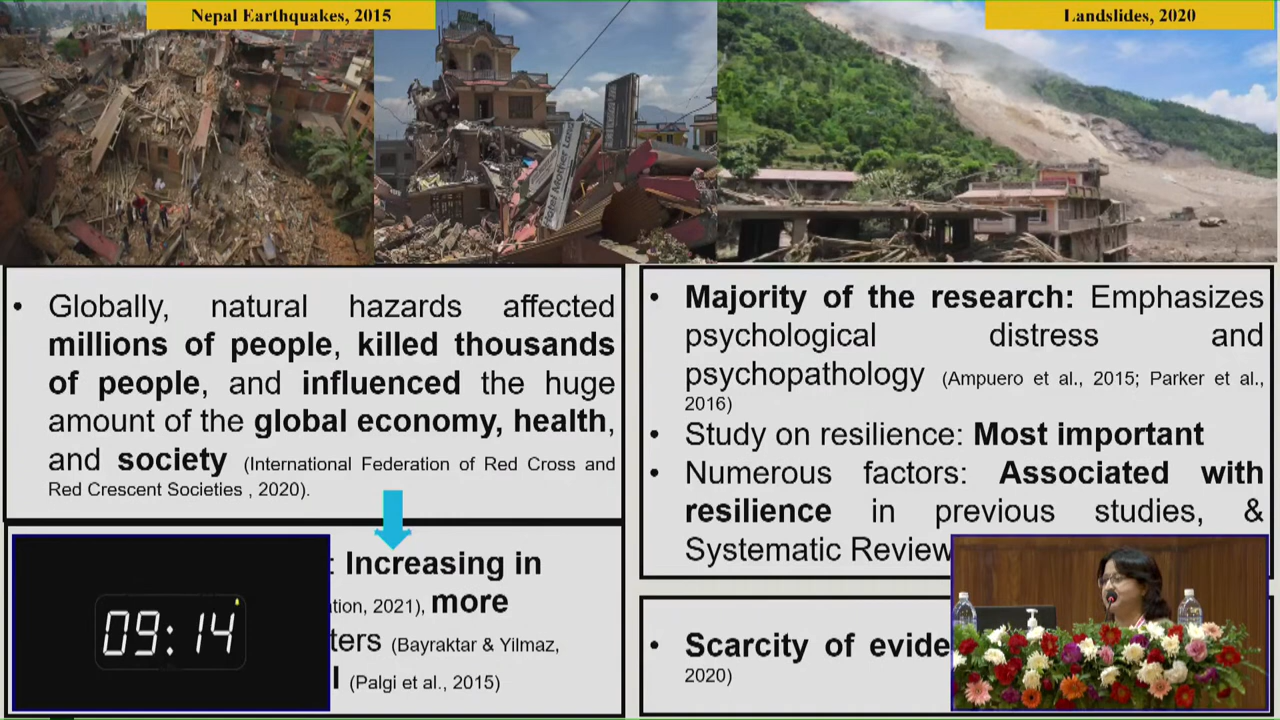 Nepal Earthquakes, 2015
Landslides, 2020
• Globally, natural hazards affected
millions of people, killed thousands
of people, and influenced the huge
amount of the global economy, health,
and society (International Federation of Red Cross and
Red Crescent Societies , 2020).
: Increasing in
2021), more
(Bayraktar & Yilmaz,
(Palgi et al., 2015)
09:14
• Majority of the research: Emphasizes
psychological distress and
psychopathology (Ampuero et al., 2015; Parker et al.,
2016)
• Study on resilience: Most important
• Numerous factors: Associated with
resilience in previous studies, &
Systematic Review
• Scarcity of
2020)